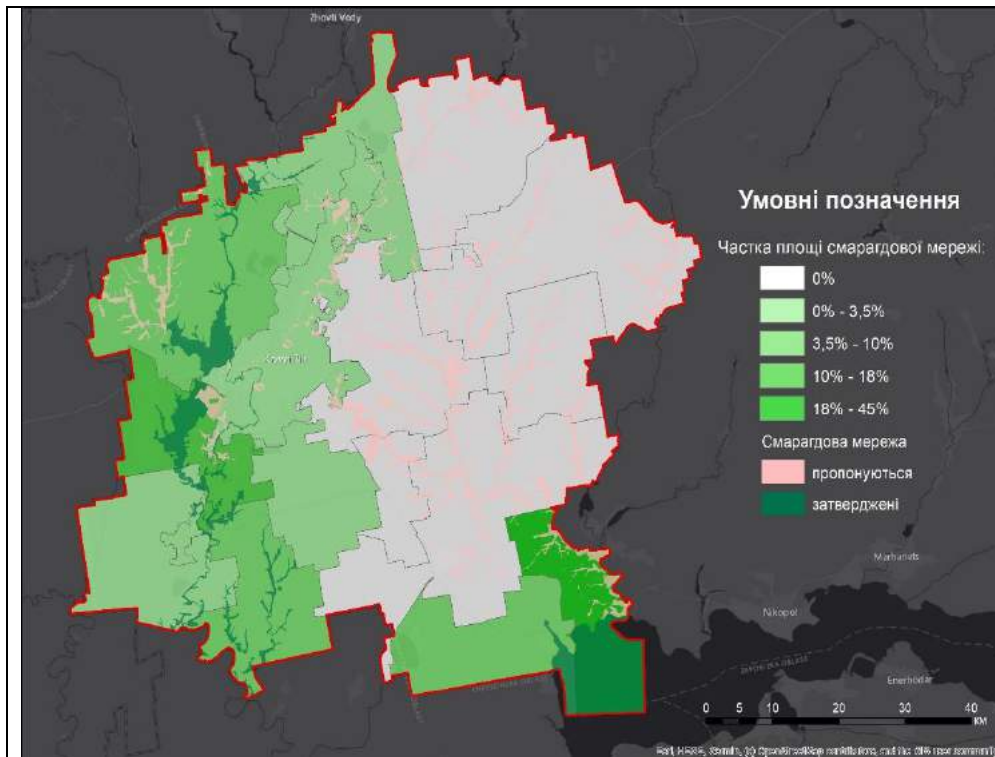 Zhovti Vody
Умовні позначення
Частка площі смарагдової мережі:
0%
0% - 3,5%
3,5% - 10%
10% - 18%
18% - 45%
Смарагдова мережа
пропонуються
затверджені
Marhanets
Nikopol
Enerhodar
0 5 10 20 30 40
КМ